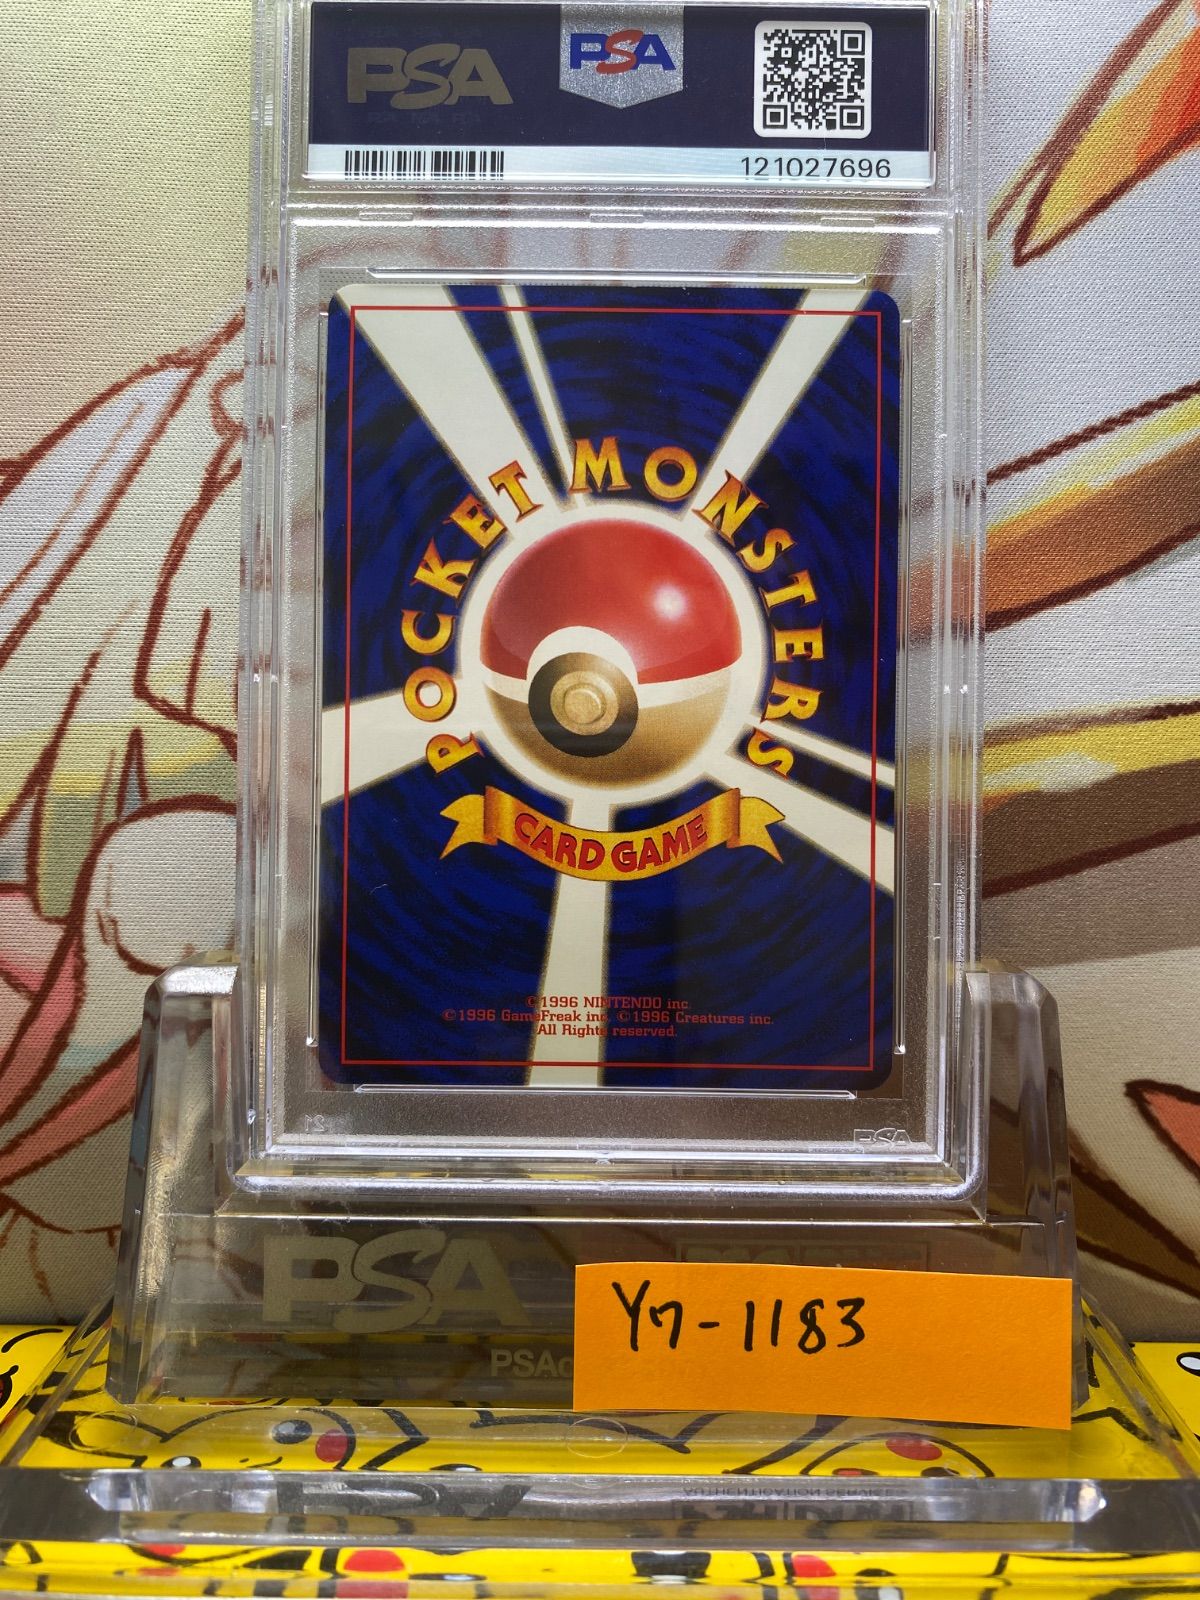 PSA
PSA
121027696
POCKET MONSTERS
CARD GAME
©1996 NINTENDO inc.
©1996 GameFreak inc. ©1996 Creatures inc.
All Rights reserved.
PSA
PSA
Y7-1183